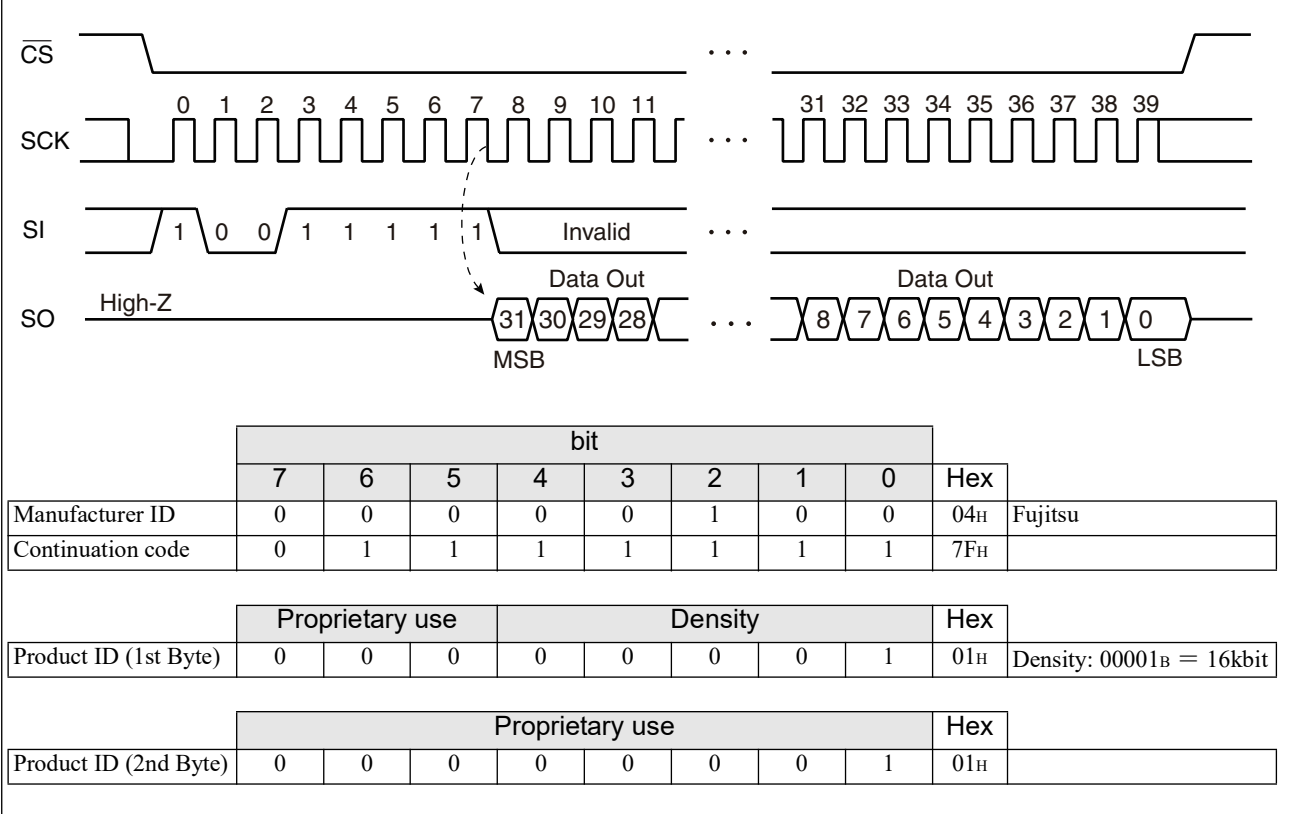 CS
0 1 2 3 4 5 6 7 8 9 10 11 31 32 33 34 35 36 37 38 39
SCK
SI 1 0 0 1 1 1 1 1 Invalid
Data Out Data Out
High-Z
SO 31 30 29 28 8 7 6 5 4 3 2 1 0
MSB LSB
bit
7 6 5 4 3 2 1 0 Hex
Manufacturer ID 0 0 0 0 0 1 0 0 04H Fujitsu
Continuation code 0 1 1 1 1 1 1 1 7FH
Proprietary use Density Hex
Product ID (1st Byte) 0 0 0 0 0 0 0 1 01H Density: 00001B = 16kbit
Proprietary use Hex
Product ID (2nd Byte) 0 0 0 0 0 0 0 1 01H